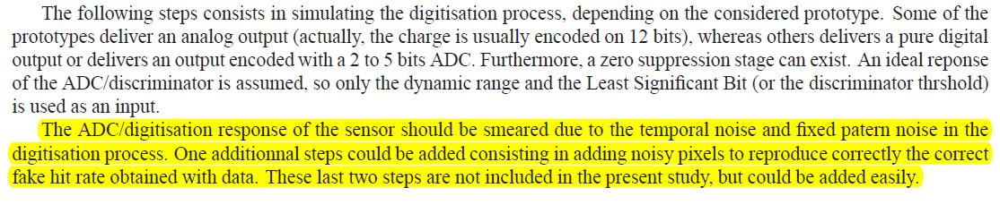 The following steps consists in simulating the digitisation process, depending on the considered prototype. Some of the
prototypes deliver an analog output (actually, the charge is usually encoded on 12 bits), whereas others delivers a pure digital
output or delivers an output encoded with a 2 to 5 bits ADC. Furthermore, a zero suppression stage can exist. An ideal reponse
of the ADC/discriminator is assumed, so only the dynamic range and the Least Significant Bit (or the discriminator thrshold)
is used as an input.
The ADC/digitisation response of the sensor should be smeared due to the temporal noise and fixed patern noise in the
digitisation process. One additionnal steps could be added consisting in adding noisy pixels to reproduce correctly the correct
fake hit rate obtained with data. These last two steps are not included in the present study, but could be added easily.